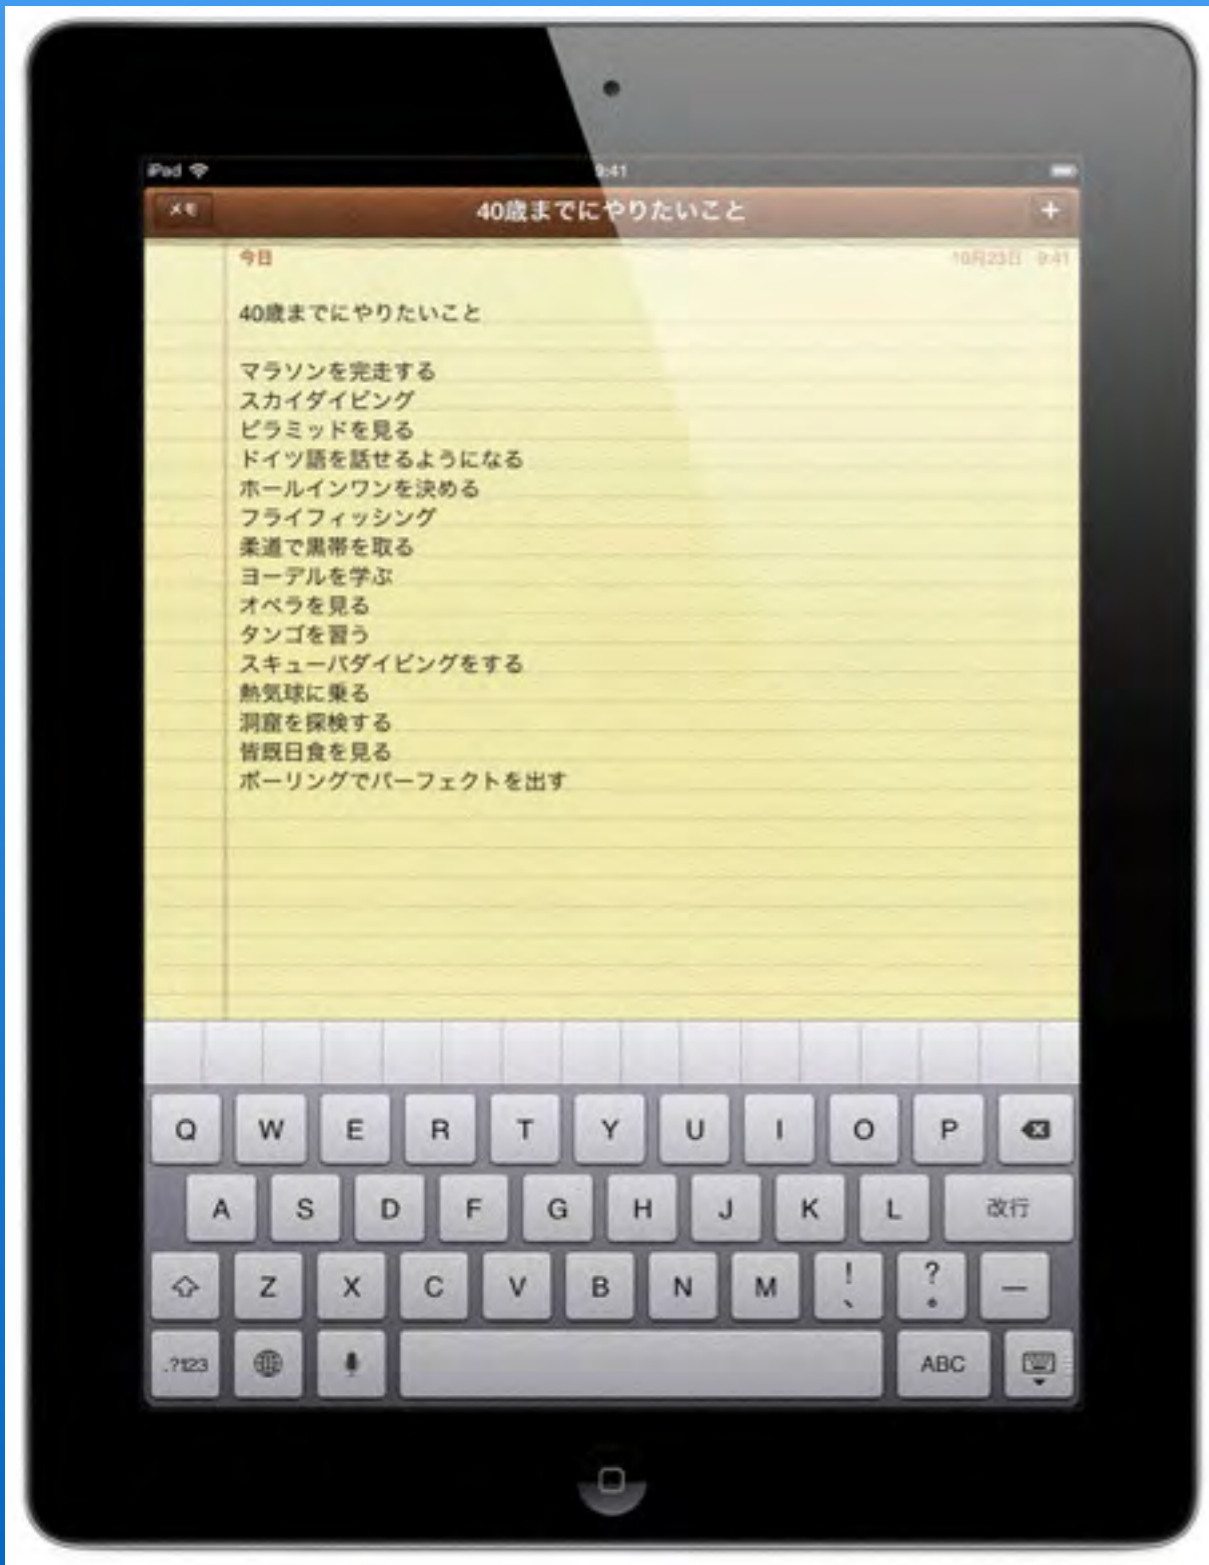 iPad
9:41
メモ
40歳までにやりたいこと
+
今日
10月23日 9:41
40歳までにやりたいこと
マラソンを完走する
スカイダイビング
ピラミッドを見る
ドイツ語を話せるようになる
ホールインワンを決める
フライフィッシング
柔道で黒帯を取る
ヨーデルを学ぶ
オペラを見る
タンゴを習う
スキューバダイビングをする
熱気球に乗る
洞窟を探検する
皆既日食を見る
ボーリングでパーフェクトを出す
Q W E R T Y U I O P
A S D F G H J K L 改行
Z X C V B N M ! 、 ? 。 —
.?123 ABC